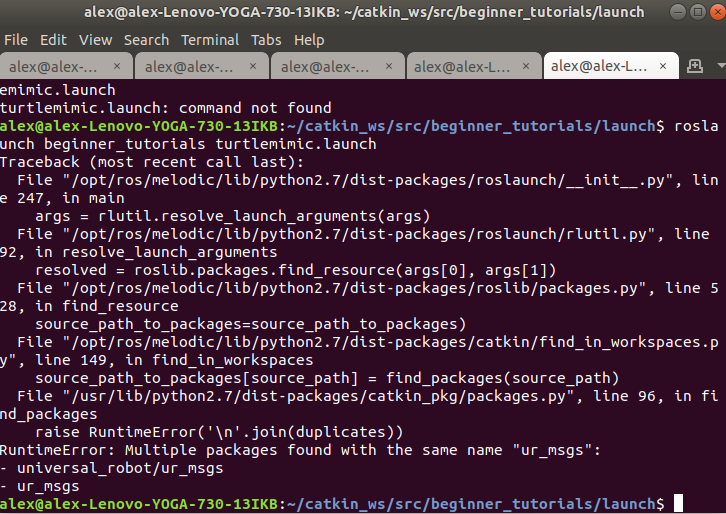 alex@alex-Lenovo-YOGA-730-13IKB: ~/catkin_ws/src/beginner_tutorials/launch
File Edit View Search Terminal Tabs Help
alex@alex-... × alex@alex-... × alex@alex-... × alex@alex-L... × alex@alex-L... ×
emimic.launch
turtlemimic.launch: command not found
alex@alex-Lenovo-YOGA-730-13IKB:~/catkin_ws/src/beginner_tutorials/launch$ rosla
unch beginner_tutorials turtlemimic.launch
Traceback (most recent call last):
  File "/opt/ros/melodic/lib/python2.7/dist-packages/roslaunch/__init__.py", lin
e 247, in main
    args = rlutil.resolve_launch_arguments(args)
  File "/opt/ros/melodic/lib/python2.7/dist-packages/roslaunch/rlutil.py", line 
92, in resolve_launch_arguments
    resolved = roslib.packages.find_resource(args[0], args[1])
  File "/opt/ros/melodic/lib/python2.7/dist-packages/roslib/packages.py", line 5
28, in find_resource
    source_path_to_packages=source_path_to_packages)
  File "/opt/ros/melodic/lib/python2.7/dist-packages/catkin/find_in_workspaces.p
y", line 149, in find_in_workspaces
    source_path_to_packages[source_path] = find_packages(source_path)
  File "/usr/lib/python2.7/dist-packages/catkin_pkg/packages.py", line 96, in fi
nd_packages
    raise RuntimeError('\n'.join(duplicates))
RuntimeError: Multiple packages found with the same name "ur_msgs":
- universal_robot/ur_msgs
- ur_msgs
alex@alex-Lenovo-YOGA-730-13IKB:~/catkin_ws/src/beginner_tutorials/launch$